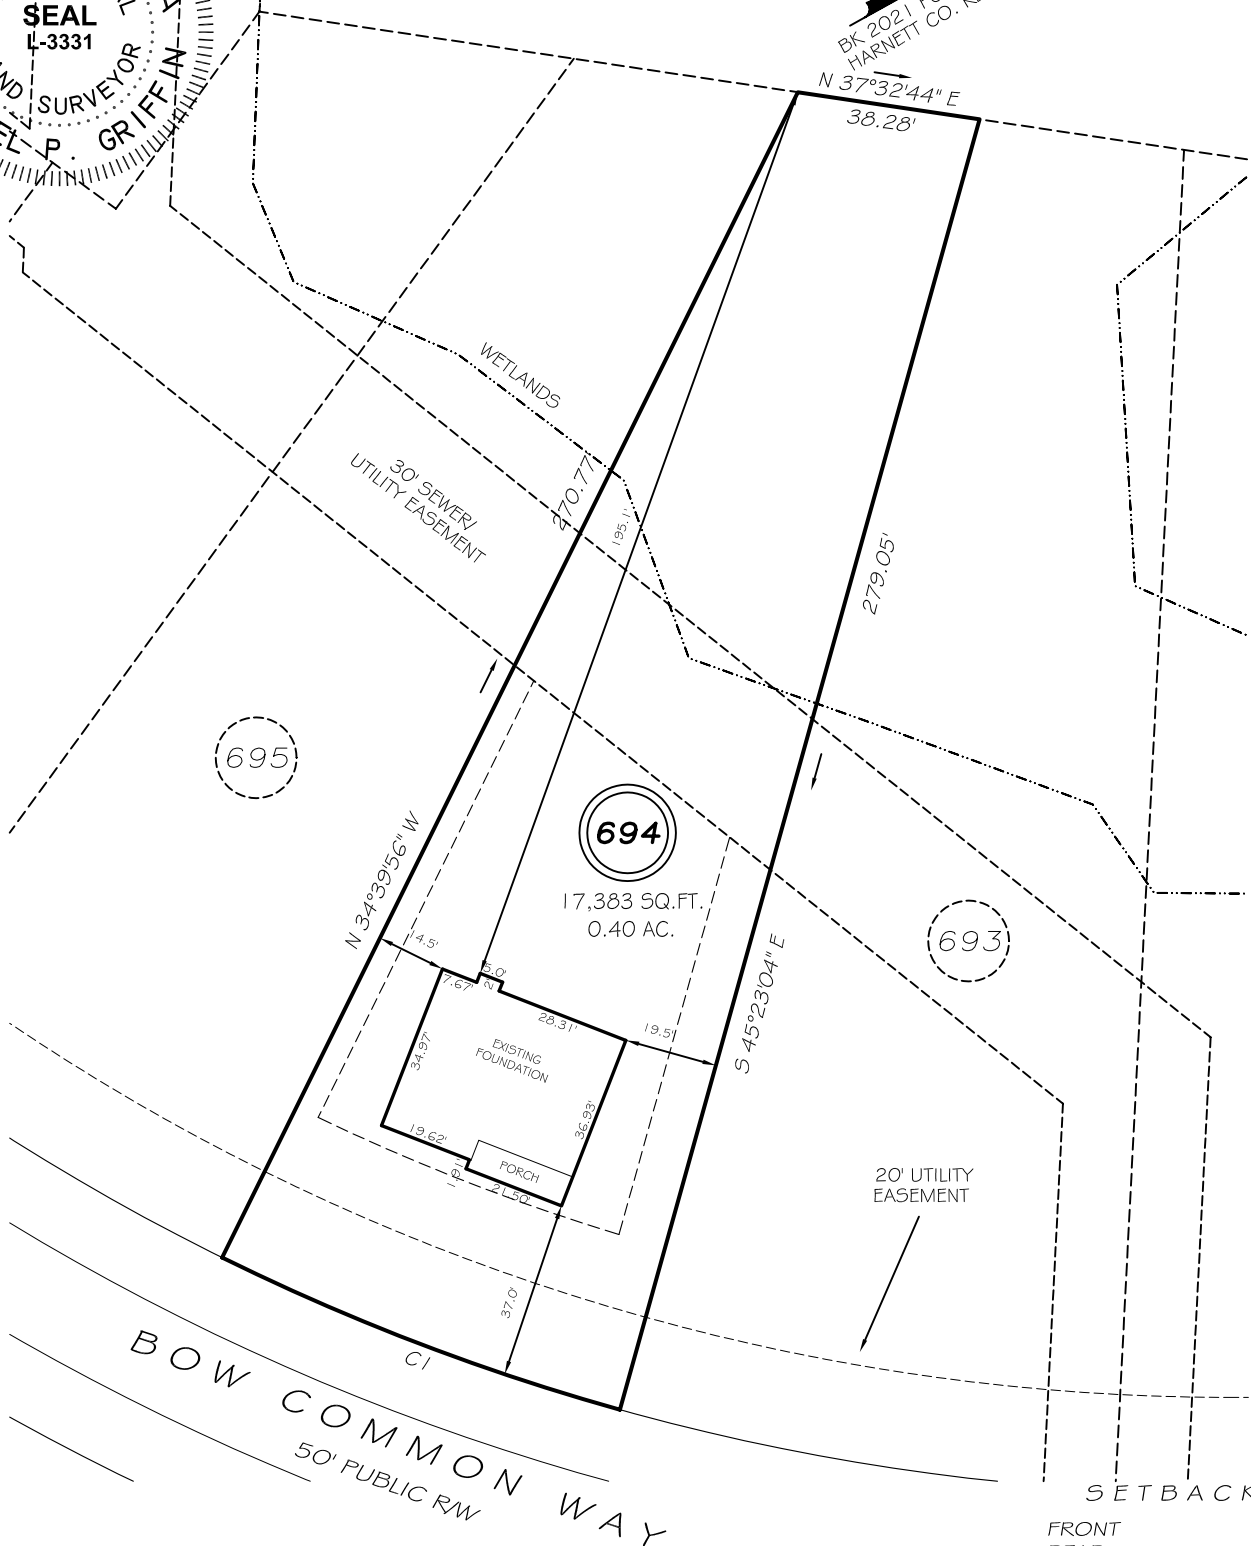 SEAL
L-3331
SURVEYOR
P. GRIFFIN
BK 2021
HARNETT CO.
N 37°32'44" E
38.28'
WETLANDS
30' SEWER/
UTILITY EASEMENT
270.77'
195.1'
279.05'
695
694
17,383 SQ.FT.
0.40 AC.
693
N 34°39'56" W
S 45°23'04" E
14.5'
7.67'
5.0'
28.31'
19.5'
EXISTING
FOUNDATION
34.97'
36.93'
19.62'
PORCH
21.50'
37.0'
20' UTILITY
EASEMENT
C1
BOW COMMON WAY
50' PUBLIC R/W
SETBACK
FRONT